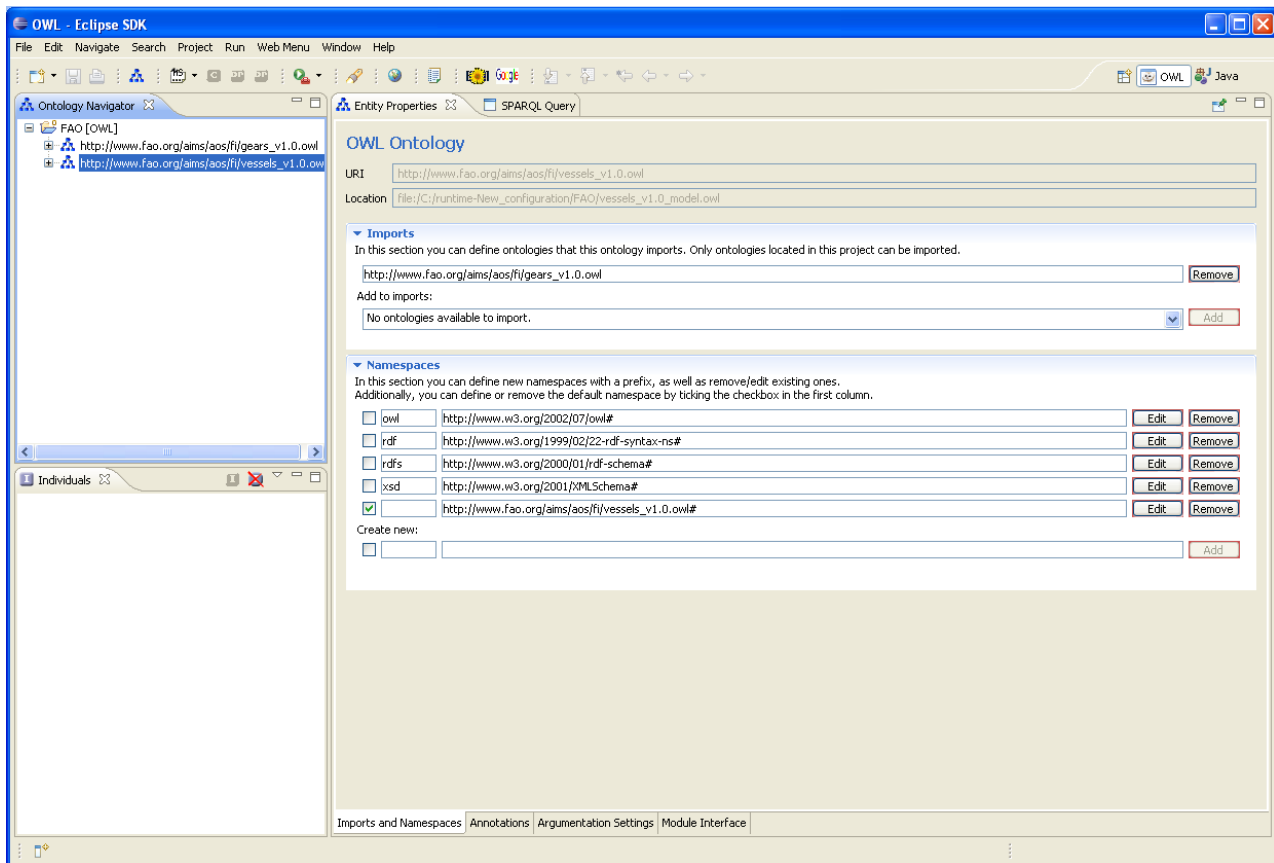 OWL - Eclipse SDK
File Edit Navigate Search Project Run Web Menu Window Help
Google
OWL Java
Ontology Navigator
FAO [OWL]
http://www.fao.org/aims/aos/fi/gears_v1.0.owl
http://www.fao.org/aims/aos/fi/vessels_v1.0.ow
Individuals
Entity Properties SPARQL Query
OWL Ontology
URI http://www.fao.org/aims/aos/fi/vessels_v1.0.owl
Location file:/C:/runtime-New_configuration/FAO/vessels_v1.0_model.owl
Imports
In this section you can define ontologies that this ontology imports. Only ontologies located in this project can be imported.
http://www.fao.org/aims/aos/fi/gears_v1.0.owl Remove
Add to imports:
No ontologies available to import. Add
Namespaces
In this section you can define new namespaces with a prefix, as well as remove/edit existing ones.
Additionally, you can define or remove the default namespace by ticking the checkbox in the first column.
owl http://www.w3.org/2002/07/owl# Edit Remove
rdf http://www.w3.org/1999/02/22-rdf-syntax-ns# Edit Remove
rdfs http://www.w3.org/2000/01/rdf-schema# Edit Remove
xsd http://www.w3.org/2001/XMLSchema# Edit Remove
http://www.fao.org/aims/aos/fi/vessels_v1.0.owl# Edit Remove
Create new:
Add
Imports and Namespaces Annotations Argumentation Settings Module Interface